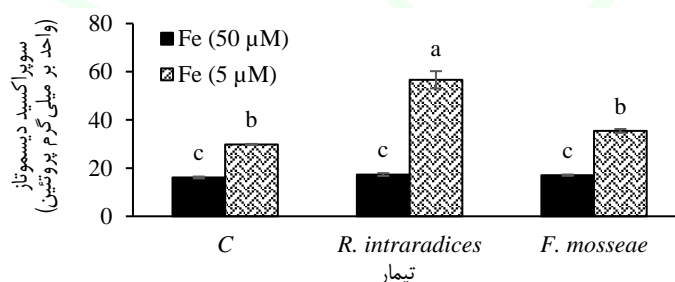 سوپراکسید دیسموتاز
(واحد بر میلی گرم پروتئین)
80
60
40
20
0
Fe (50 µM)
Fe (5 µM)
c
b
c
a
c
b
C
R. intraradices
F. mosseae
تیمار